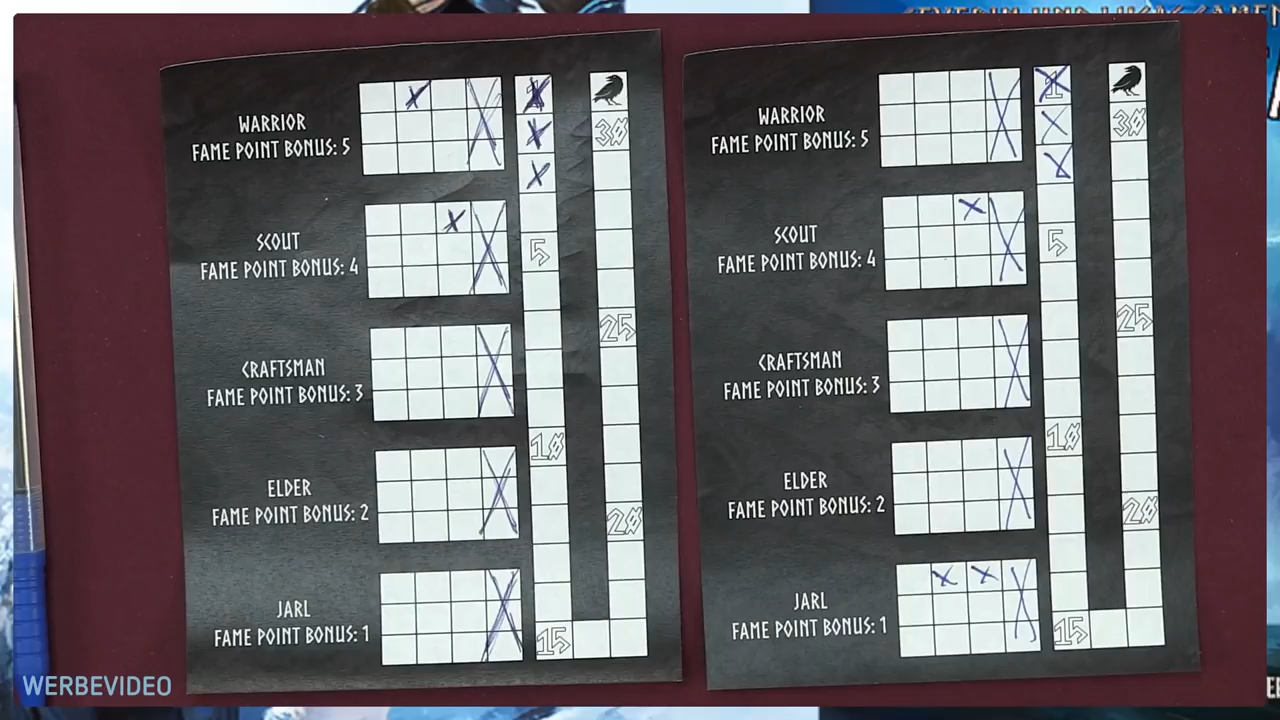 WARRIOR
FAME POINT BONUS: 5
SCOUT
FAME POINT BONUS: 4
CRAFTSMAN
FAME POINT BONUS: 3
ELDER
FAME POINT BONUS: 2
JARL
FAME POINT BONUS: 1
1
5
10
15
30
25
20
WARRIOR
FAME POINT BONUS: 5
SCOUT
FAME POINT BONUS: 4
CRAFTSMAN
FAME POINT BONUS: 3
ELDER
FAME POINT BONUS: 2
JARL
FAME POINT BONUS: 1
1
5
10
15
30
25
20
WERBEVIDEO